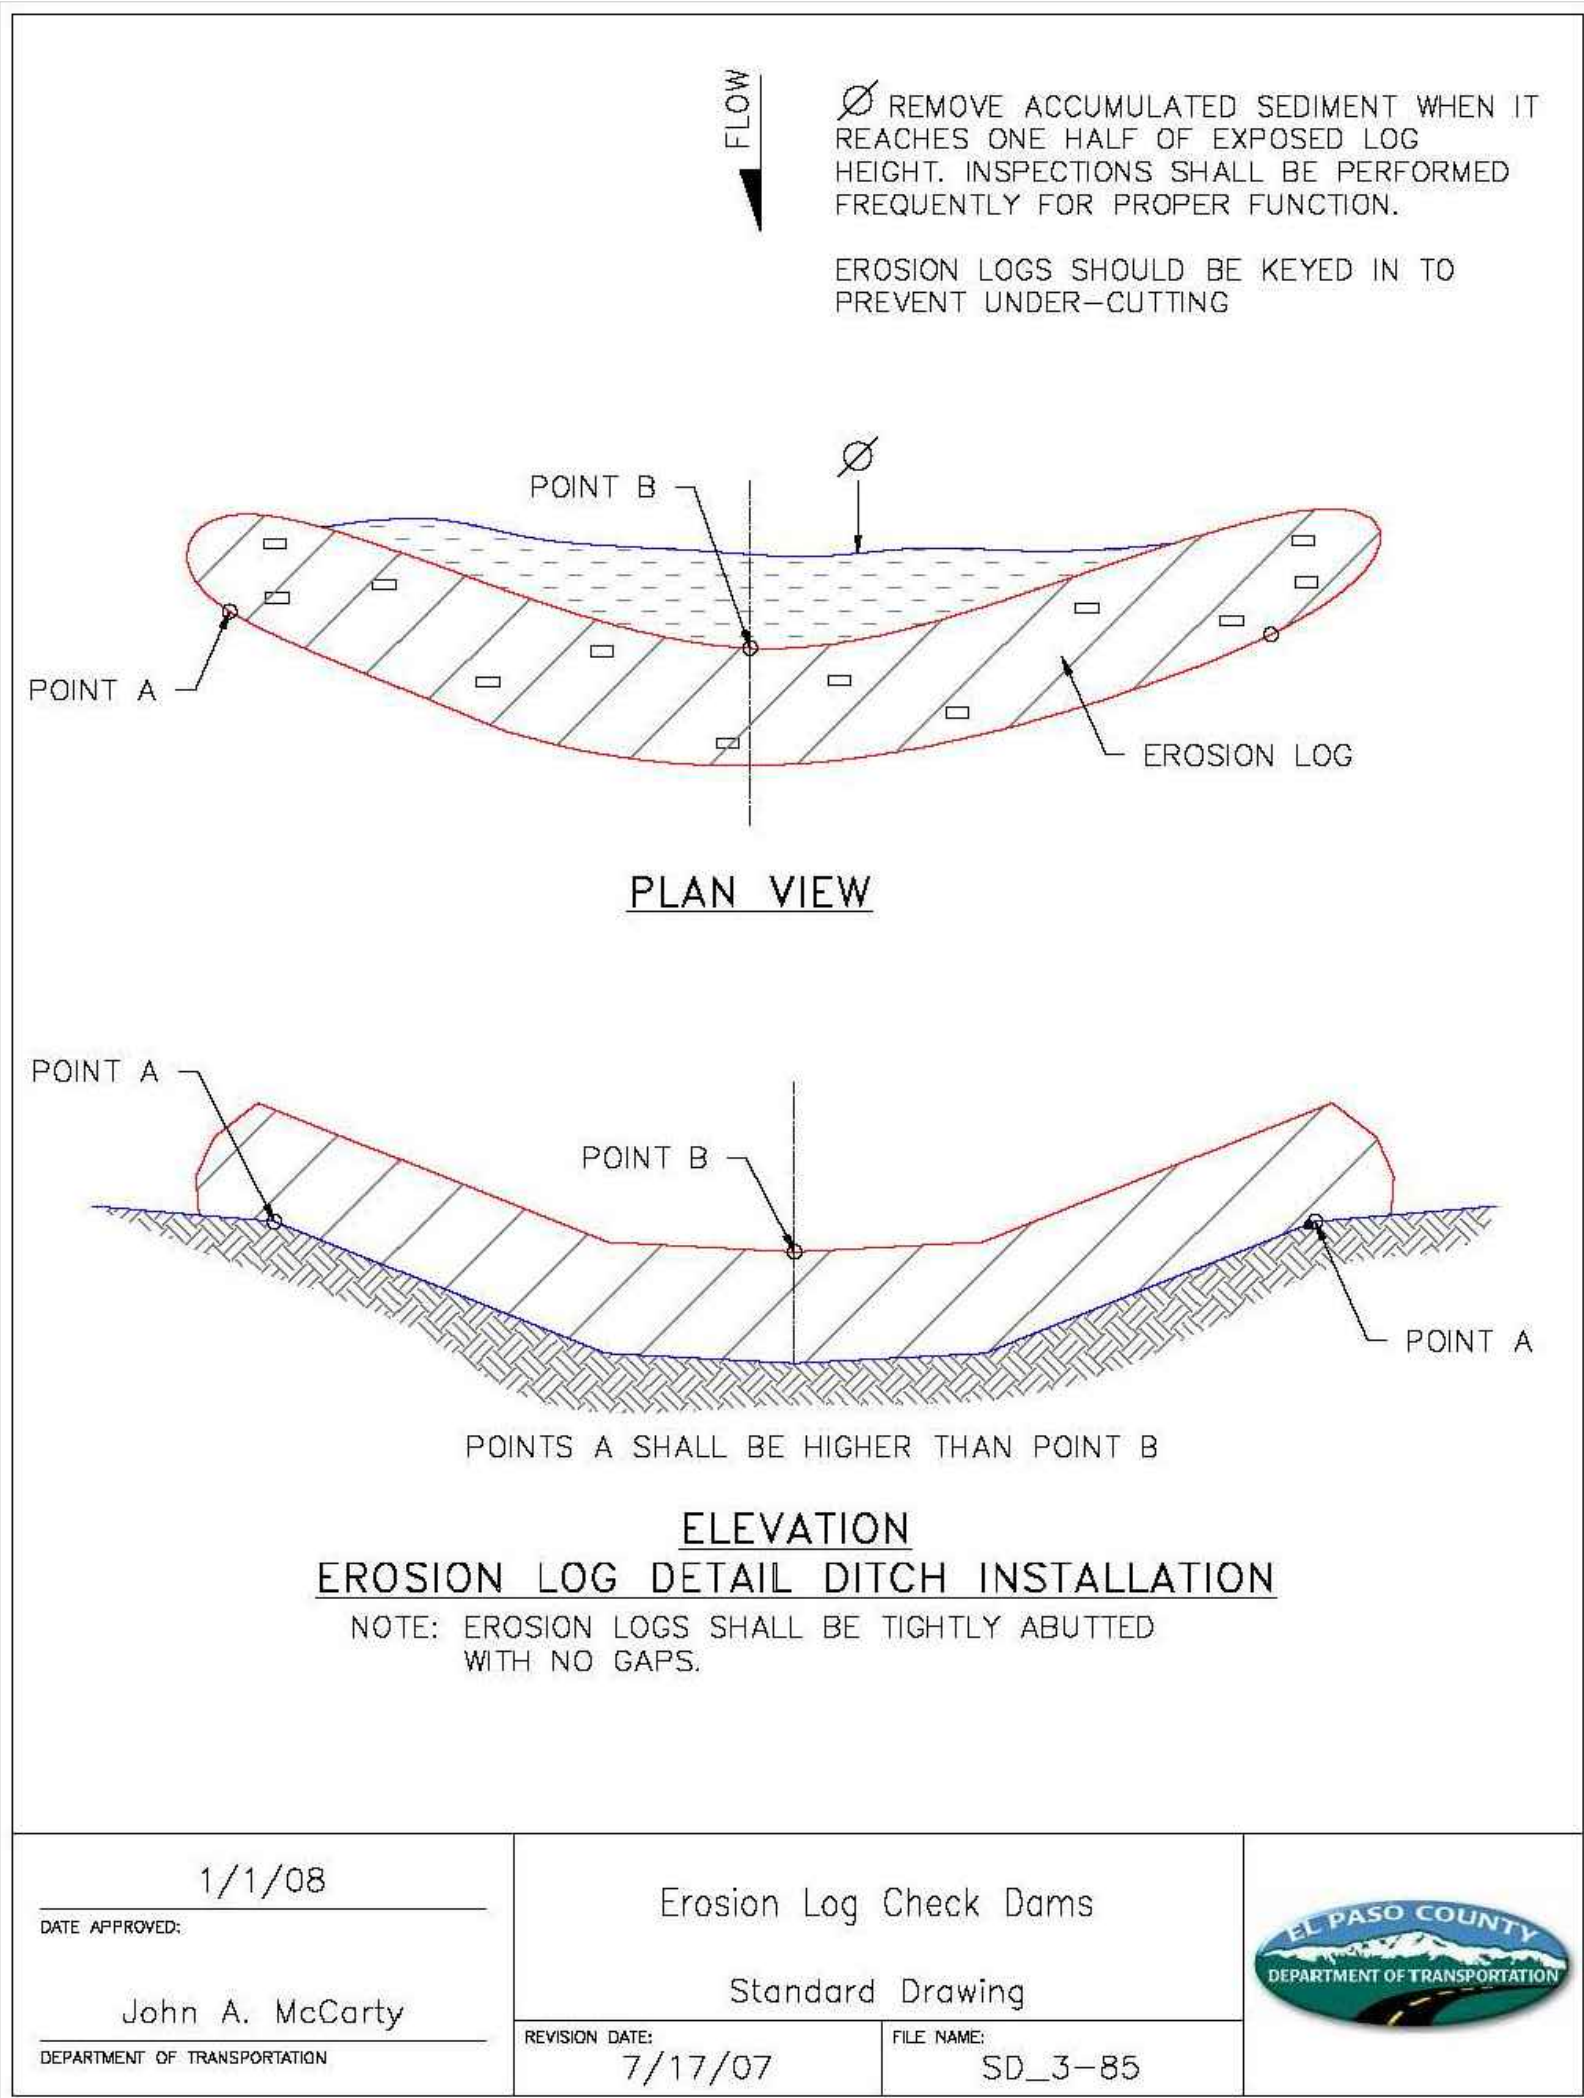 FLOW
Ø REMOVE ACCUMULATED SEDIMENT WHEN IT
REACHES ONE HALF OF EXPOSED LOG
HEIGHT. INSPECTIONS SHALL BE PERFORMED
FREQUENTLY FOR PROPER FUNCTION.
EROSION LOGS SHOULD BE KEYED IN TO
PREVENT UNDER-CUTTING
Ø
POINT B
POINT A
EROSION LOG
PLAN VIEW
POINT A
POINT B
POINT A
POINTS A SHALL BE HIGHER THAN POINT B
ELEVATION
EROSION LOG DETAIL DITCH INSTALLATION
NOTE: EROSION LOGS SHALL BE TIGHTLY ABUTTED
WITH NO GAPS.
1/1/08
DATE APPROVED:
John A. McCarty
DEPARTMENT OF TRANSPORTATION
Erosion Log Check Dams
Standard Drawing
REVISION DATE:
7/17/07
FILE NAME:
SD_3-85
EL PASO COUNTY
DEPARTMENT OF TRANSPORTATION